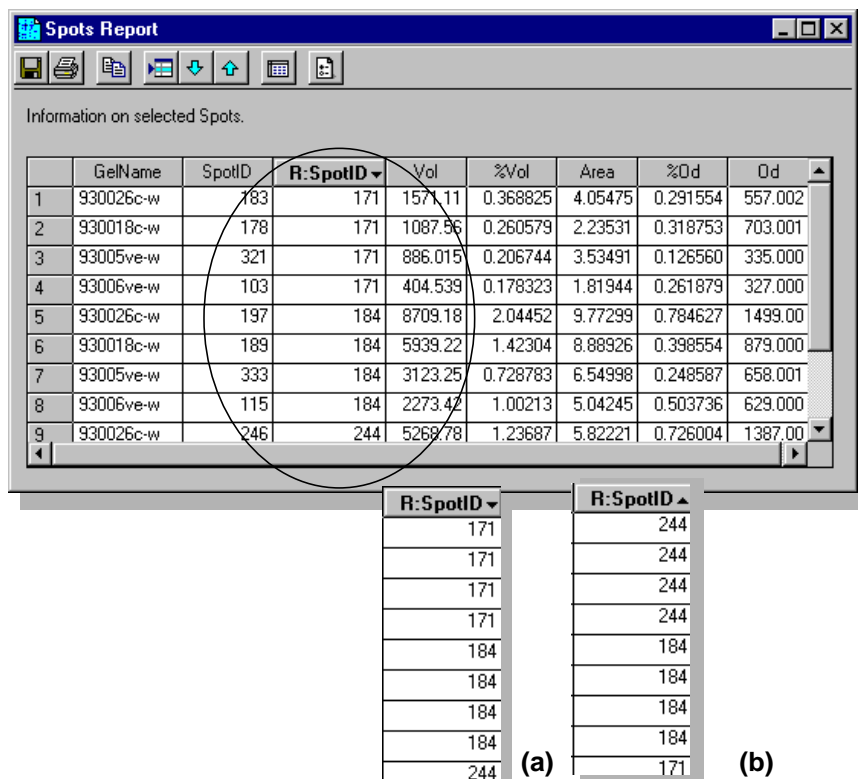 Spots Report
Information on selected Spots.
GelName SpotID R:SpotID Vol %Vol Area %Od Od
1 930026c-w 183 171 1571.11 0.368825 4.05475 0.291554 557.002
2 930018c-w 178 171 1087.56 0.260579 2.23531 0.318753 703.001
3 93005ve-w 321 171 886.015 0.206744 3.53491 0.126560 335.000
4 93006ve-w 103 171 404.539 0.178323 1.81944 0.261879 327.000
5 930026c-w 197 184 8709.18 2.04452 9.77299 0.784627 1499.00
6 930018c-w 189 184 5939.22 1.42304 8.88926 0.398554 879.000
7 93005ve-w 333 184 3123.25 0.728783 6.54998 0.248587 658.001
8 93006ve-w 115 184 2273.42 1.00213 5.04245 0.503736 629.000
9 930026c-w 246 244 5268.78 1.23687 5.82221 0.726004 1387.00
R:SpotID
171
171
171
171
184
184
184
184
244
(a)
R:SpotID
244
244
244
244
184
184
184
184
171
(b)